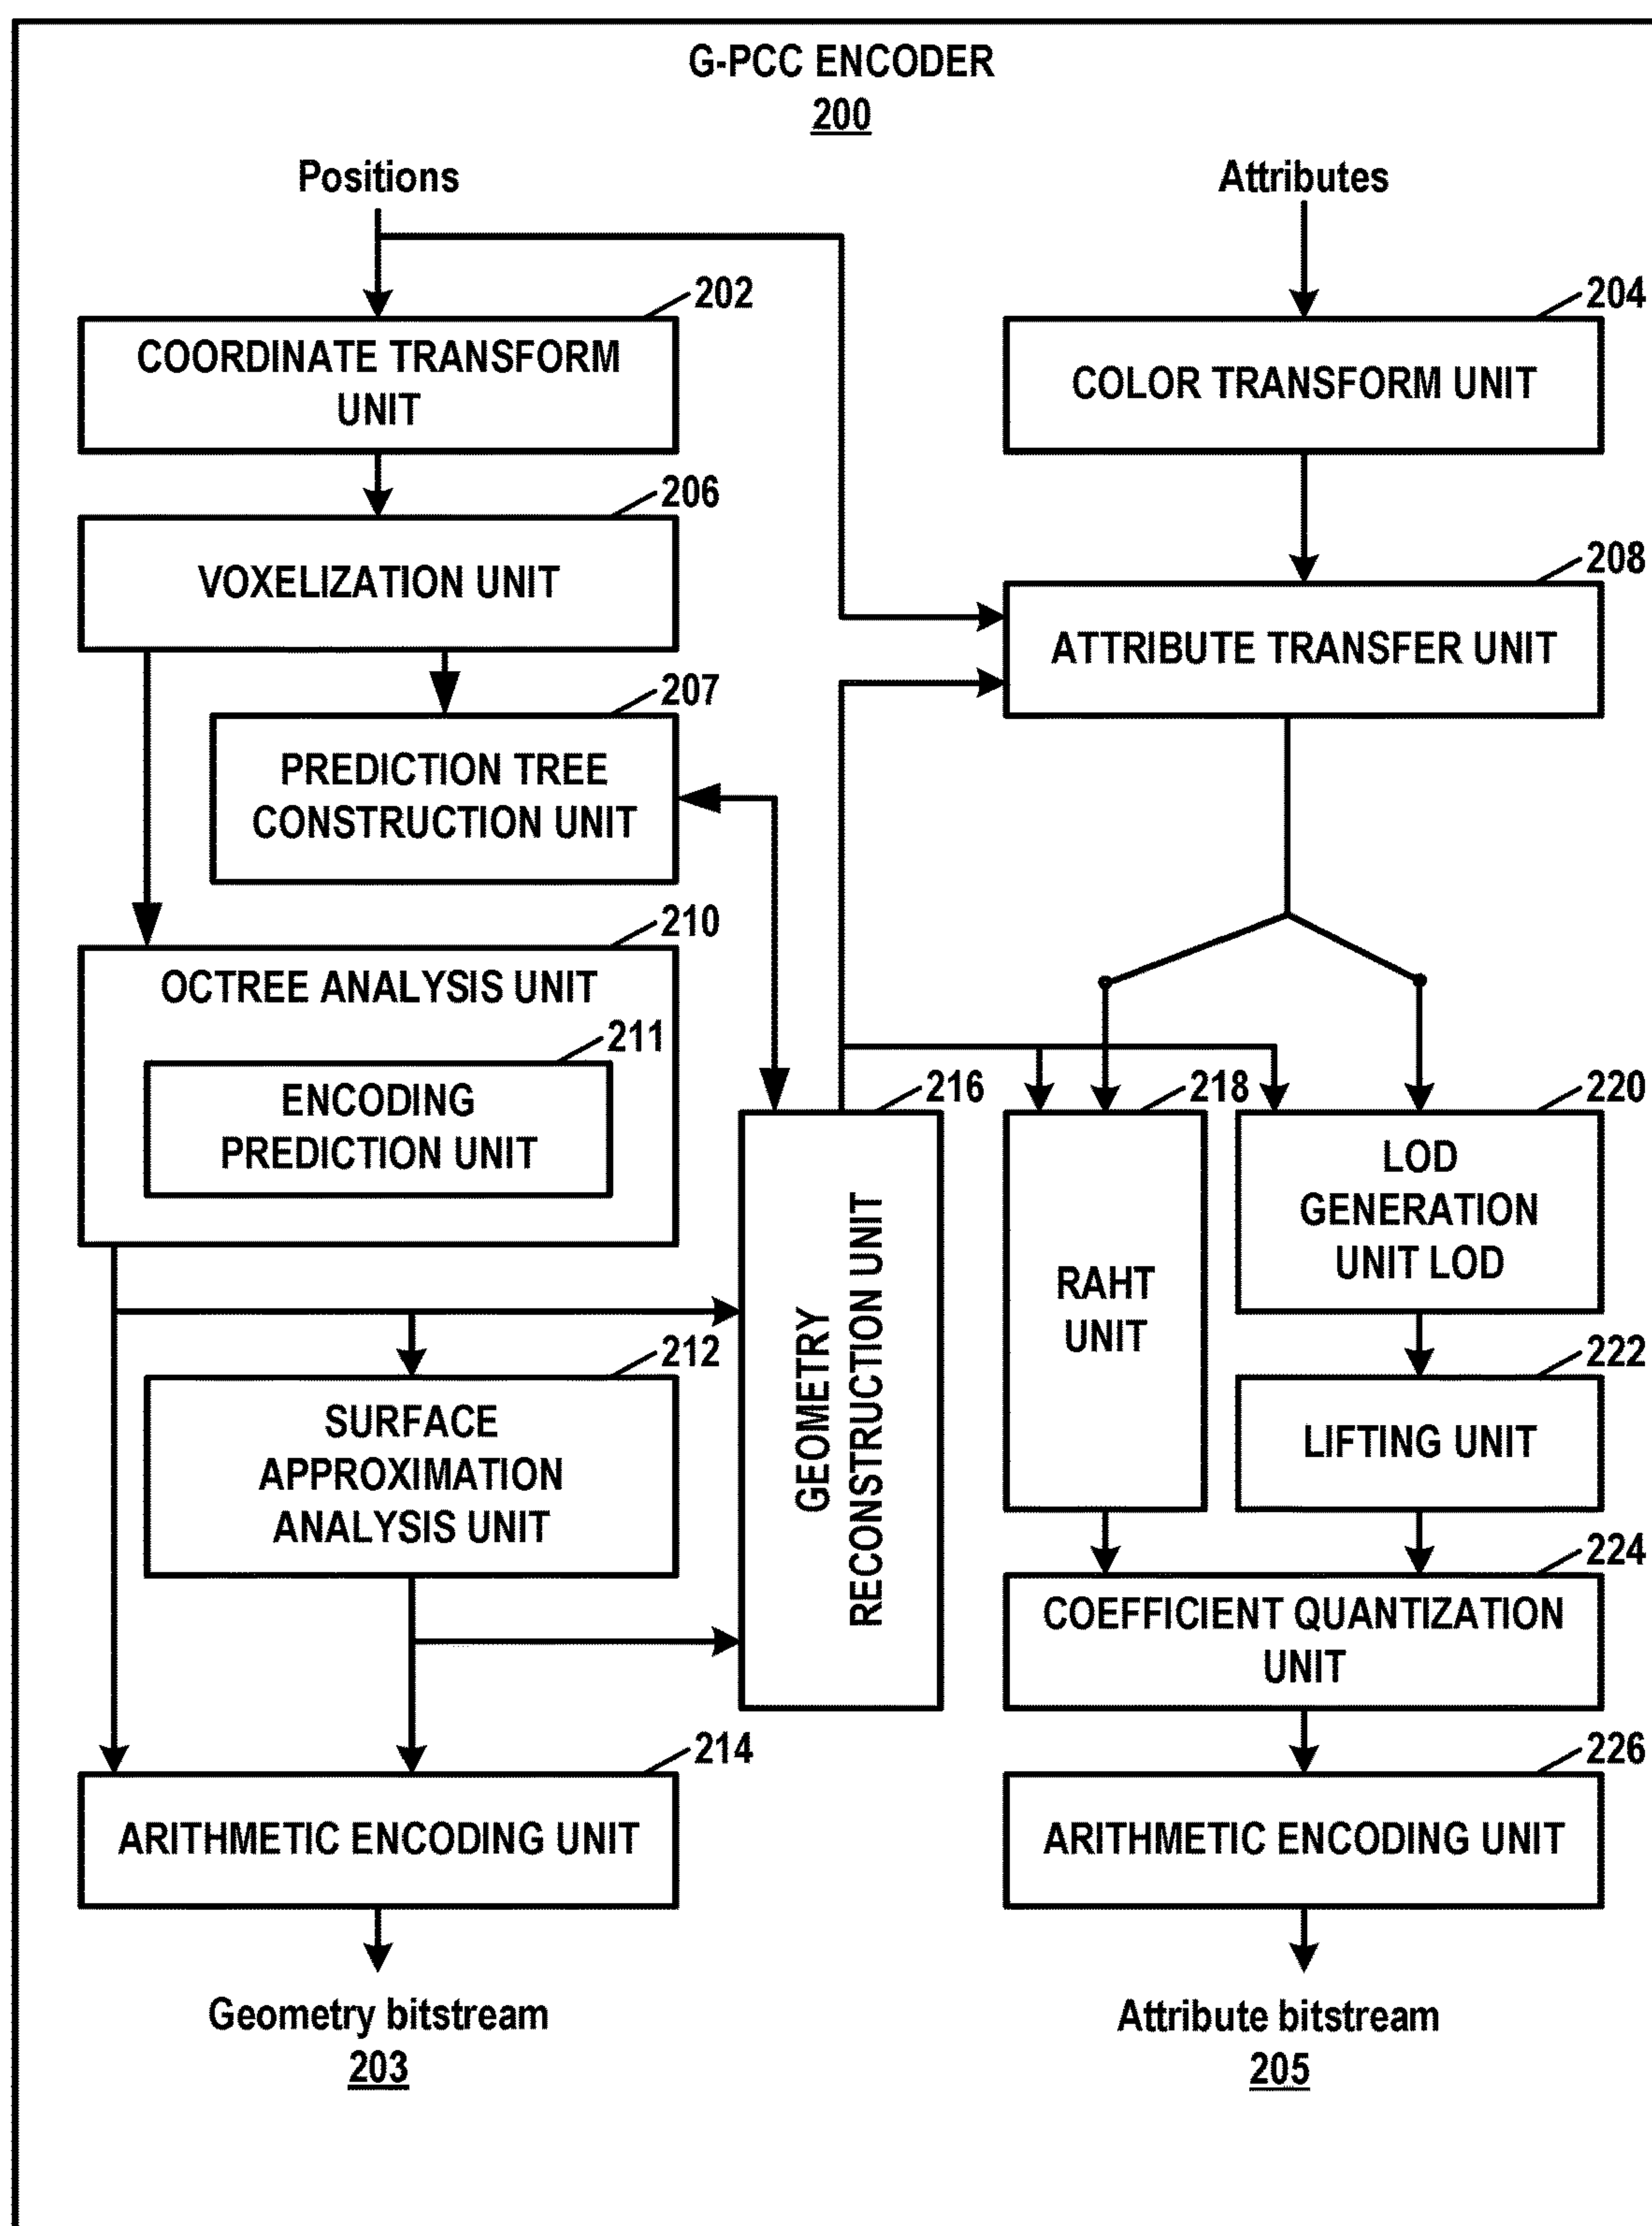 G-PCC ENCODER
200
Positions
Attributes
202
COORDINATE TRANSFORM
UNIT
204
COLOR TRANSFORM UNIT
206
VOXELIZATION UNIT
208
ATTRIBUTE TRANSFER UNIT
207
PREDICTION TREE
CONSTRUCTION UNIT
210
OCTREE ANALYSIS UNIT
211
ENCODING
PREDICTION UNIT
216
GEOMETRY
RECONSTRUCTION UNIT
218
RAHT
UNIT
220
LOD
GENERATION
UNIT LOD
212
SURFACE
APPROXIMATION
ANALYSIS UNIT
222
LIFTING UNIT
224
COEFFICIENT QUANTIZATION
UNIT
214
ARITHMETIC ENCODING UNIT
226
ARITHMETIC ENCODING UNIT
Geometry bitstream
203
Attribute bitstream
205